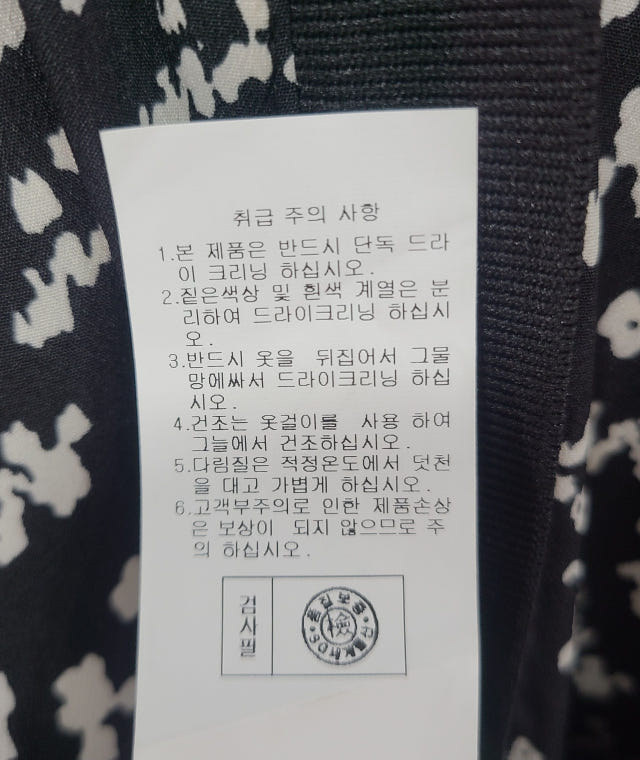 취급 주의 사항
1.본 제품은 반드시 단독 드라
이 크리닝 하십시오.
2.짙은색상 및 흰색 계열은 분
리하여 드라이크리닝 하십시
오.
3.반드시 옷을 뒤집어서 그물
망에싸서 드라이크리닝 하십
시오.
4.건조는 옷걸이를 사용 하여
그늘에서 건조하십시오.
5.다림질은 적정온도에서 덧천
을 대고 가볍게 하십시오.
6.고객부주의로 인한 제품손상
은 보상이 되지 않으므로 주
의 하십시오.
검사필
품질보증
檢